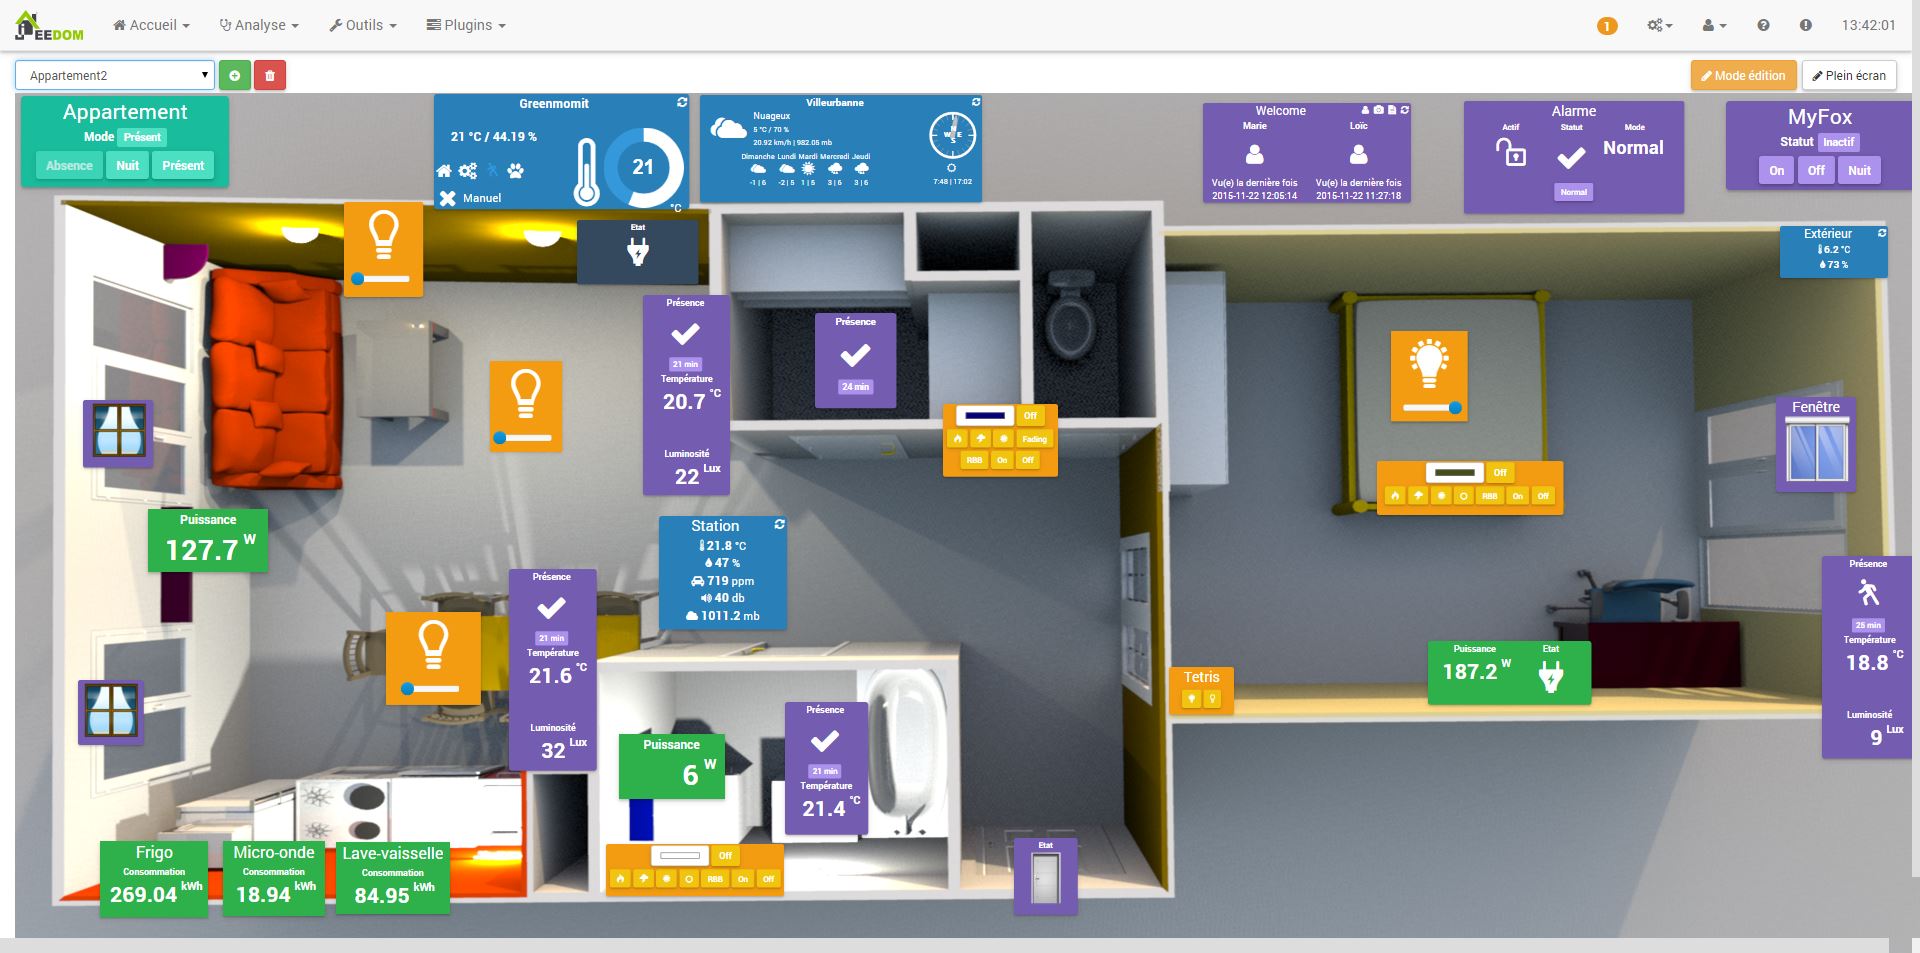 JEEDOM
Accueil
Analyse
Outils
Plugins
1
13:42:01
Appartement2
Mode édition
Plein écran
Appartement
Mode Présent
Absence Nuit Présent
Greenmomit
21 °C / 44.19 %
21
°C
Manuel
Villeurbanne
Nuageux
5 °C / 70 %
20.92 km/h | 982.05 mb
Dimanche Lundi Mardi Mercredi Jeudi
-1 | 6 -2 | 5 1 | 5 3 | 6 3 | 6
N
W E
S
7:48 | 17:02
Welcome
Marie Loïc
Vu(e) la dernière fois Vu(e) la dernière fois
2015-11-22 12:05:14 2015-11-22 11:27:18
Alarme
Actif Statut Mode
Normal
Normal
MyFox
Statut Inactif
On Off Nuit
Etat
Extérieur
6.2 °C
73 %
Présence
21 min
Température
20.7 °C
Luminosité
22 Lux
Présence
24 min
Off
Fading
RBB On Off
Off
RBB On Off
Fenêtre
Puissance
127.7 W
Station
21.8 °C
47 %
719 ppm
40 db
1011.2 mb
Présence
21 min
Température
21.6 °C
Luminosité
32 Lux
Présence
25 min
Température
18.8 °C
Luminosité
9 Lux
Puissance Etat
187.2 W
Tetris
Puissance
6 W
Présence
21 min
Température
21.4 °C
Off
RBB On Off
Etat
Frigo
Consommation
269.04 kWh
Micro-onde
Consommation
18.94 kWh
Lave-vaisselle
Consommation
84.95 kWh